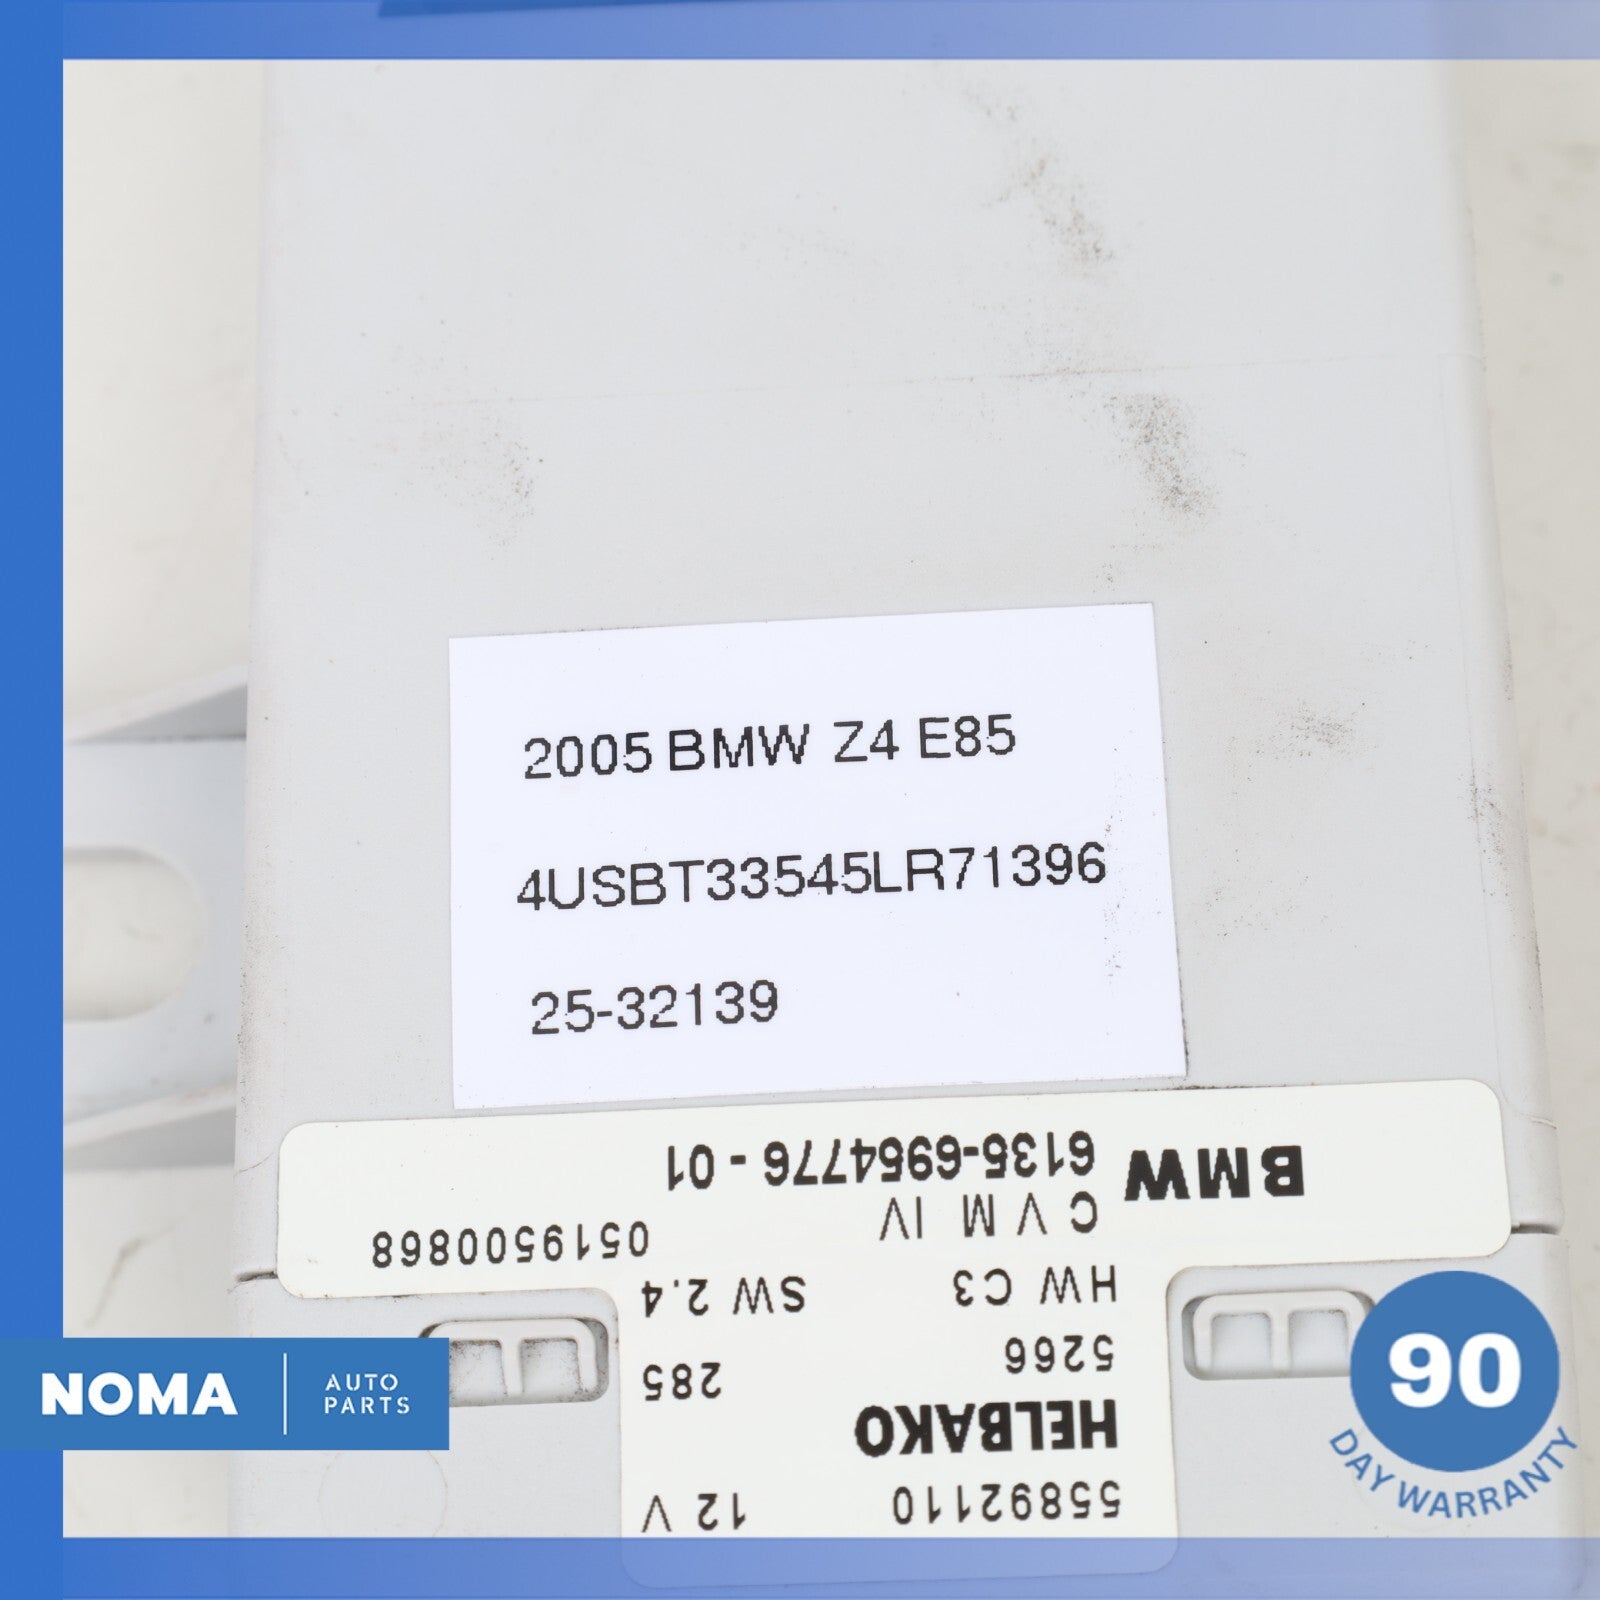 2005 BMW Z4 E85
4USBT33545LR71396
25-32139
BMW 6135-6954776 - 01
C V M IV 0519500868
HW C3 SW 2.4
5266 285
HELBAKO
55892110 12 V
NOMA AUTO PARTS
90
DAY WARRANTY